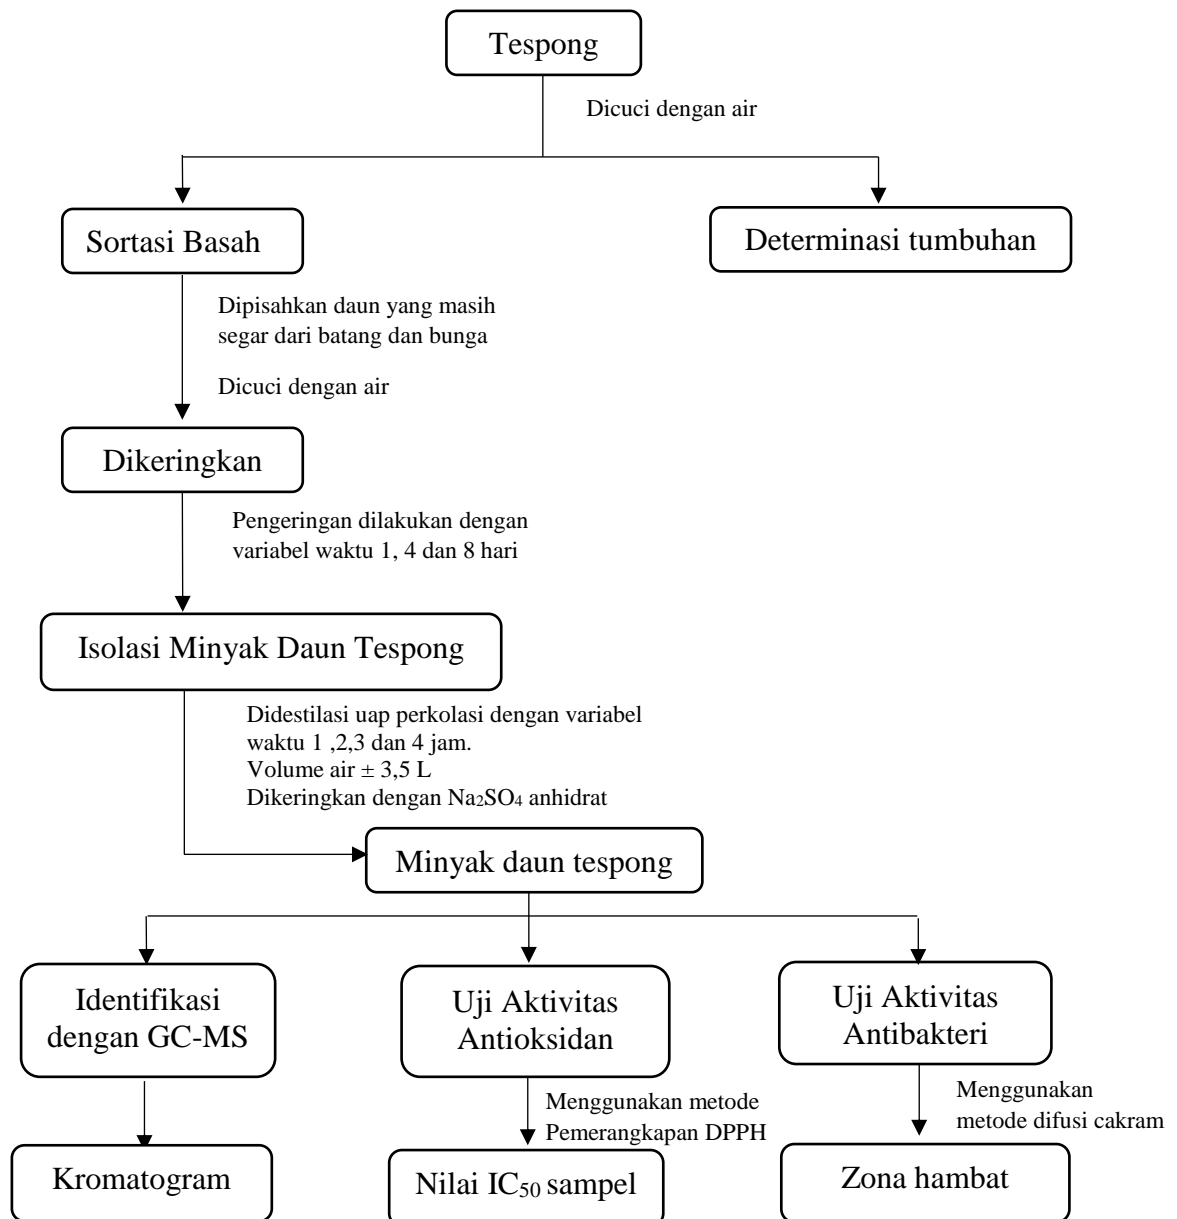 Tespong
Dicuci dengan air
Sortasi Basah
Determinasi tumbuhan
Dipisahkan daun yang masih
segar dari batang dan bunga
Dicuci dengan air
Dikeringkan
Pengeringan dilakukan dengan
variabel waktu 1, 4 dan 8 hari
Isolasi Minyak Daun Tespong
Didestilasi uap perkolasi dengan variabel
waktu 1 ,2,3 dan 4 jam.
Volume air ± 3,5 L
Dikeringkan dengan Na₂SO₄ anhidrat
Minyak daun tespong
Identifikasi
dengan GC-MS
Uji Aktivitas
Antioksidan
Uji Aktivitas
Antibakteri
Menggunakan metode
Pemerangkapan DPPH
Menggunakan
metode difusi cakram
Kromatogram
Nilai IC₅₀ sampel
Zona hambat